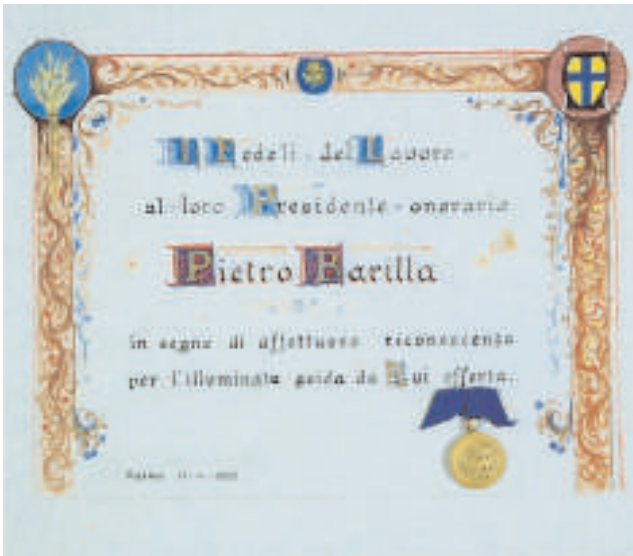 I Fedeli del Lavoro
al loro Presidente onorario
Pietro Barilla
in segno di affettuosa riconoscenza
per l'illuminata guida da Lui offerta.
Parma